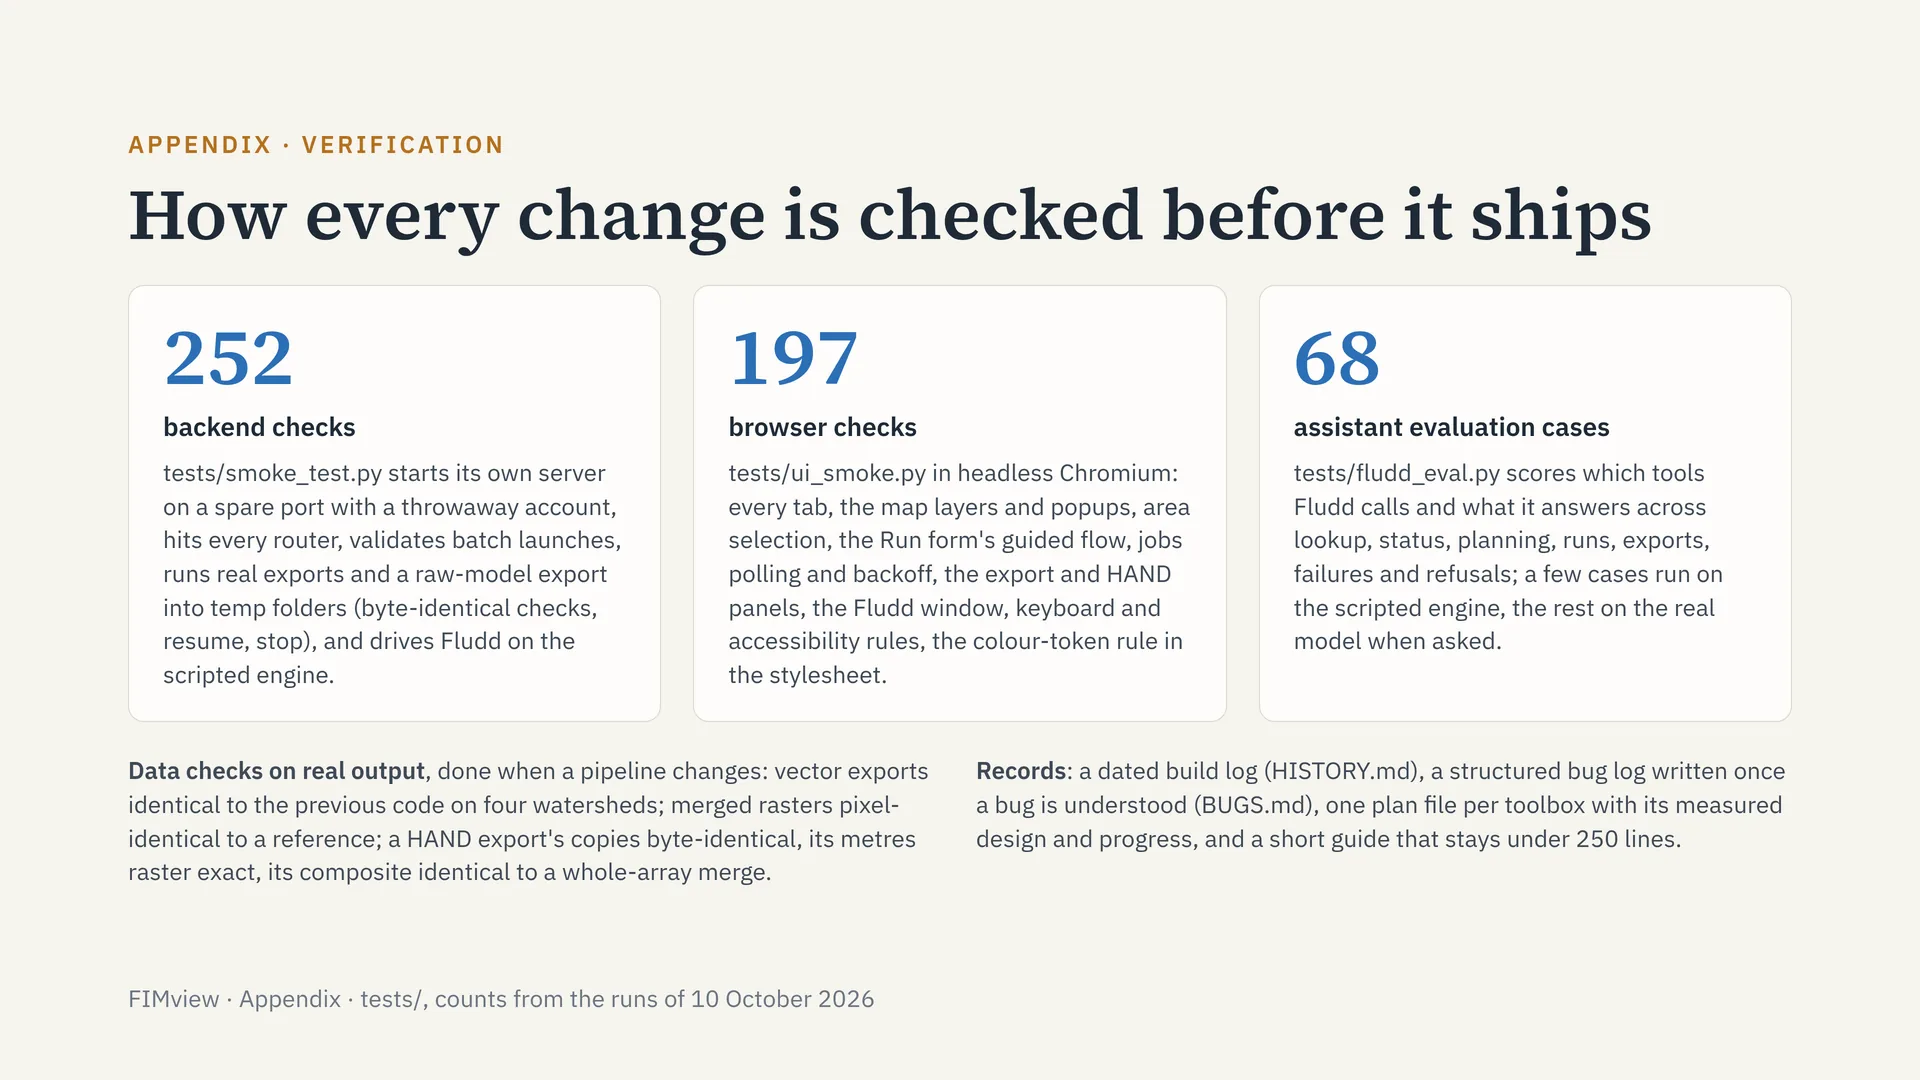 APPENDIX · VERIFICATION
How every change is checked before it ships
252
backend checks
tests/smoke_test.py starts its own server
on a spare port with a throwaway account,
hits every router, validates batch launches,
runs real exports and a raw-model export
into temp folders (byte-identical checks,
resume, stop), and drives Fludd on the
scripted engine.
197
browser checks
tests/ui_smoke.py in headless Chromium:
every tab, the map layers and popups, area
selection, the Run form's guided flow, jobs
polling and backoff, the export and HAND
panels, the Fludd window, keyboard and
accessibility rules, the colour-token rule in
the stylesheet.
68
assistant evaluation cases
tests/fludd_eval.py scores which tools
Fludd calls and what it answers across
lookup, status, planning, runs, exports,
failures and refusals; a few cases run on
the scripted engine, the rest on the real
model when asked.
Data checks on real output, done when a pipeline changes: vector exports
identical to the previous code on four watersheds; merged rasters pixel-
identical to a reference; a HAND export's copies byte-identical, its metres
raster exact, its composite identical to a whole-array merge.
Records: a dated build log (HISTORY.md), a structured bug log written once
a bug is understood (BUGS.md), one plan file per toolbox with its measured
design and progress, and a short guide that stays under 250 lines.
FIMview · Appendix · tests/, counts from the runs of 10 October 2026